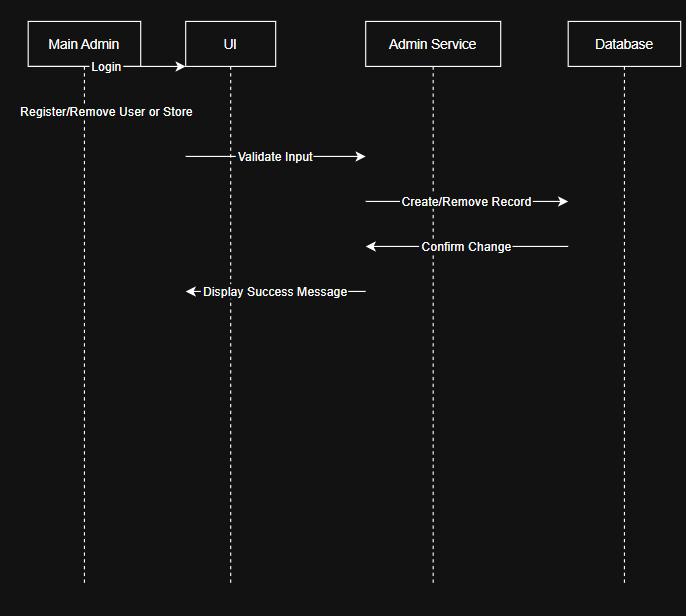 Main Admin
UI
Admin Service
Database
Login
Register/Remove User or Store
Validate Input
Create/Remove Record
Confirm Change
Display Success Message